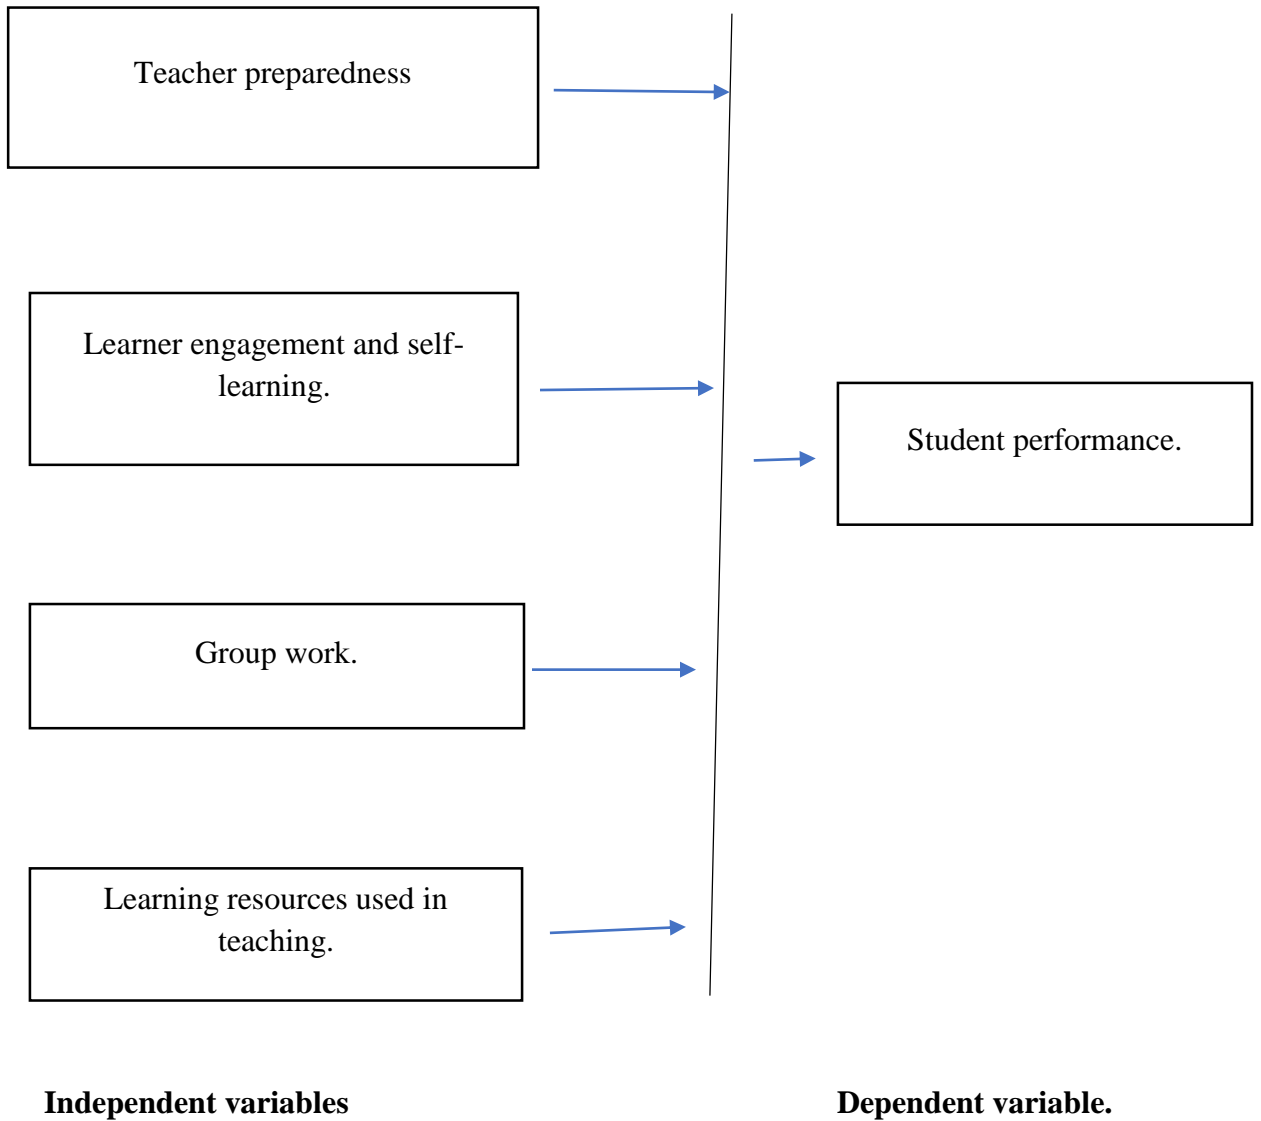 Teacher preparedness
Learner engagement and self-
learning.
Student performance.
Group work.
Learning resources used in
teaching.
Independent variables
Dependent variable.